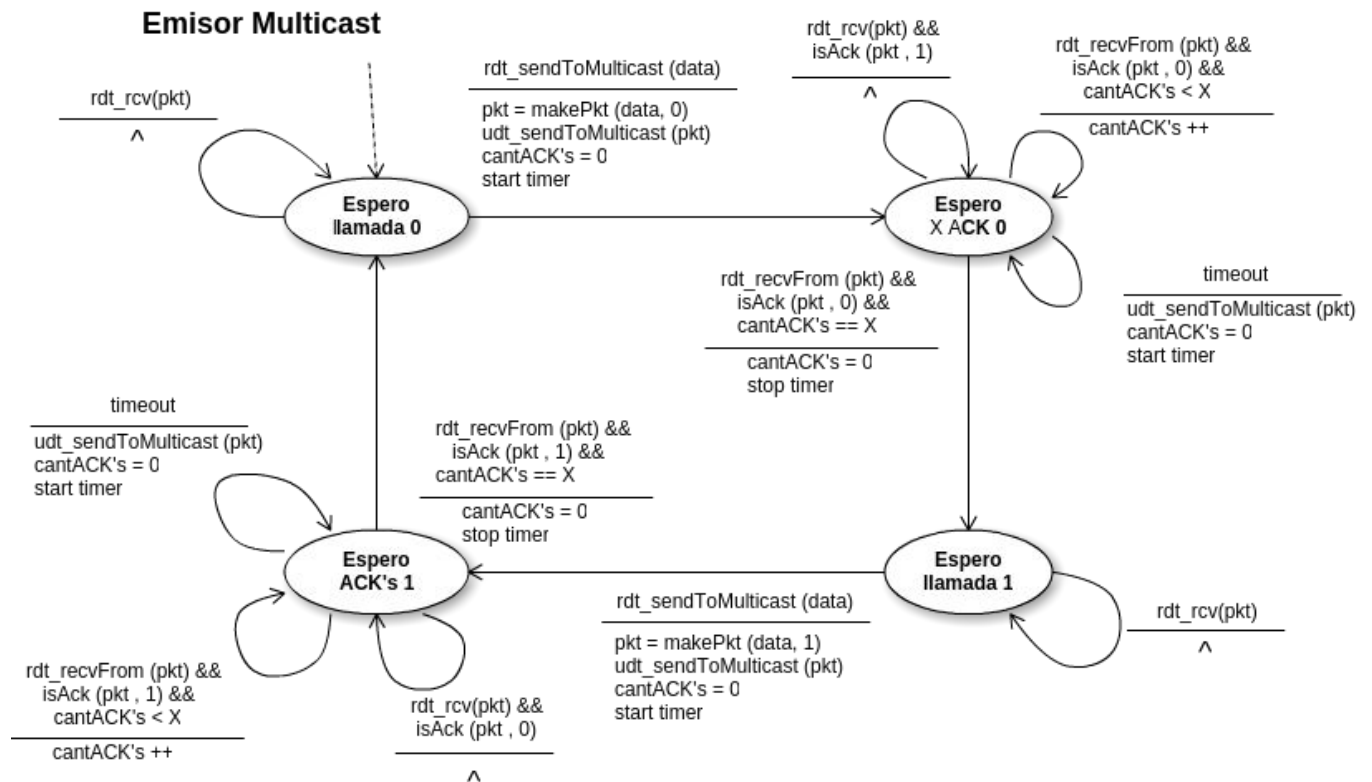 Emisor Multicast
rdt_rcv(pkt)
^
rdt_sendToMulticast (data)
pkt = makePkt (data, 0)
udt_sendToMulticast (pkt)
cantACK's = 0
start timer
rdt_rcv(pkt) &&
isAck (pkt , 1)
^
rdt_recvFrom (pkt) &&
isAck (pkt , 0) &&
cantACK's < X
cantACK's ++
Espero
llamada 0
Espero
X ACK 0
rdt_recvFrom (pkt) &&
isAck (pkt , 0) &&
cantACK's == X
cantACK's = 0
stop timer
timeout
udt_sendToMulticast (pkt)
cantACK's = 0
start timer
timeout
udt_sendToMulticast (pkt)
cantACK's = 0
start timer
rdt_recvFrom (pkt) &&
isAck (pkt , 1) &&
cantACK's == X
cantACK's = 0
stop timer
Espero
ACK's 1
Espero
llamada 1
rdt_sendToMulticast (data)
pkt = makePkt (data, 1)
udt_sendToMulticast (pkt)
cantACK's = 0
start timer
rdt_rcv(pkt)
^
rdt_recvFrom (pkt) &&
isAck (pkt , 1) &&
cantACK's < X
cantACK's ++
rdt_rcv(pkt) &&
isAck (pkt , 0)
^